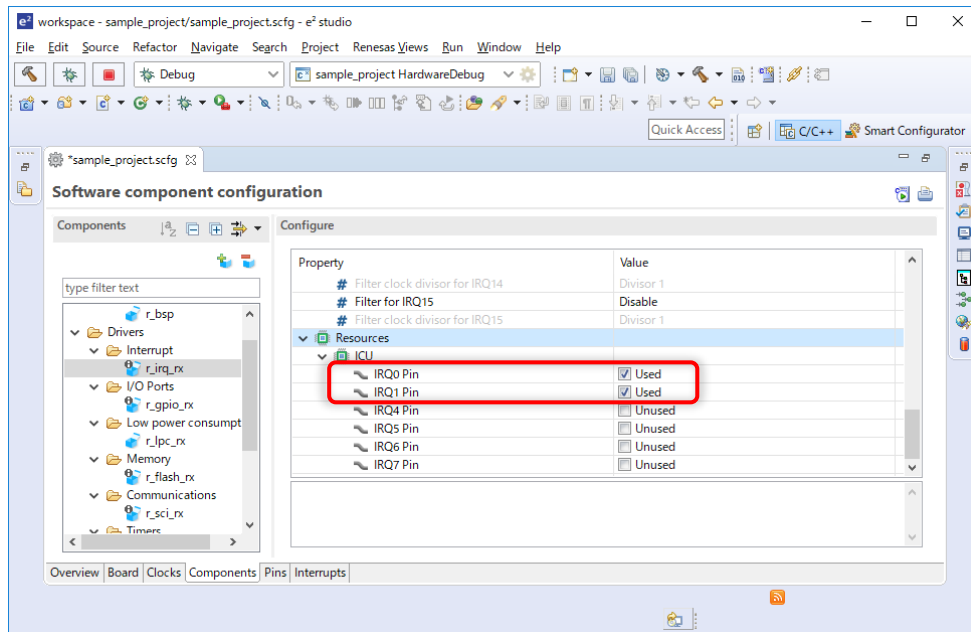 workspace - sample_project/sample_project.scfg - e² studio
File Edit Source Refactor Navigate Search Project Renesas Views Run Window Help
Debug
sample_project HardwareDebug
Quick Access
C/C++
Smart Configurator
*sample_project.scfg
Software component configuration
Components
Configure
type filter text
r_bsp
Drivers
Interrupt
r_irq_rx
I/O Ports
r_gpio_rx
Low power consumpt
r_lpc_rx
Memory
r_flash_rx
Communications
r_sci_rx
Timers
Property Value
# Filter clock divisor for IRQ14 Divisor 1
# Filter for IRQ15 Disable
# Filter clock divisor for IRQ15 Divisor 1
Resources
ICU
IRQ0 Pin Used
IRQ1 Pin Used
IRQ4 Pin Unused
IRQ5 Pin Unused
IRQ6 Pin Unused
IRQ7 Pin Unused
Overview Board Clocks Components Pins Interrupts